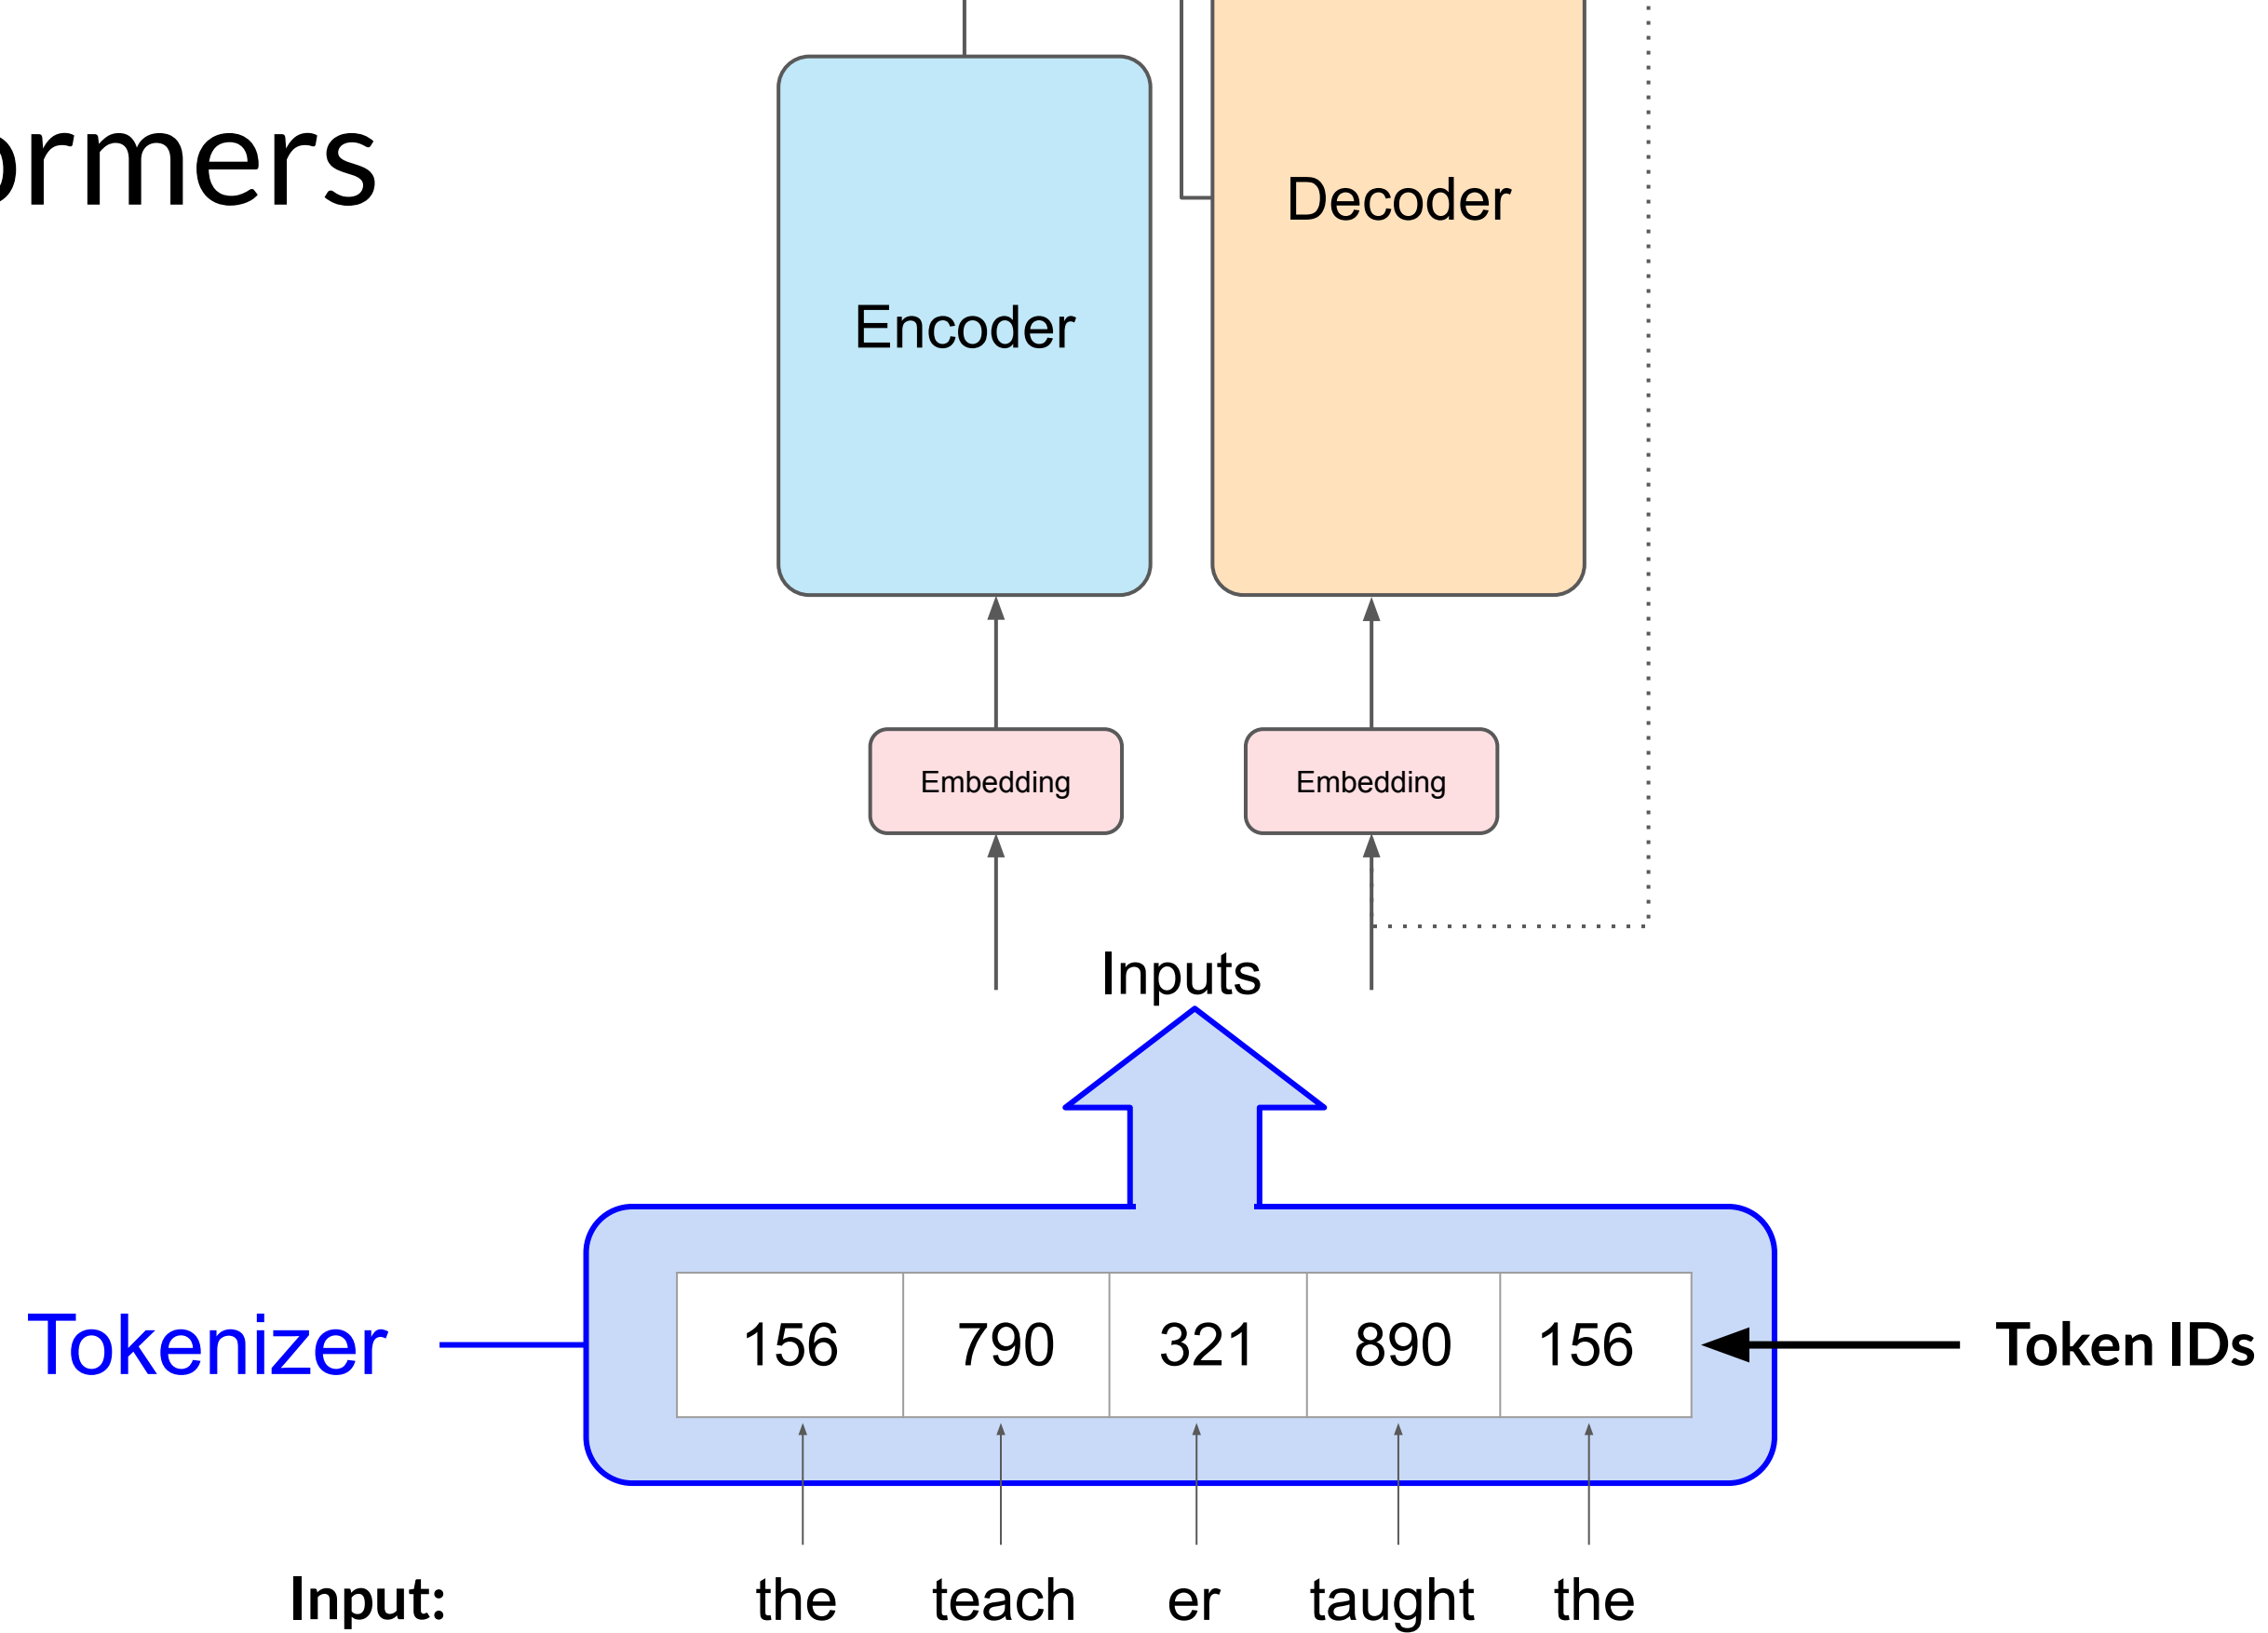 ormers
Decoder
Encoder
Embedding Embedding
Inputs
Tokenizer 156 790 321 890 156 Token IDs
Input: the teach er taught the